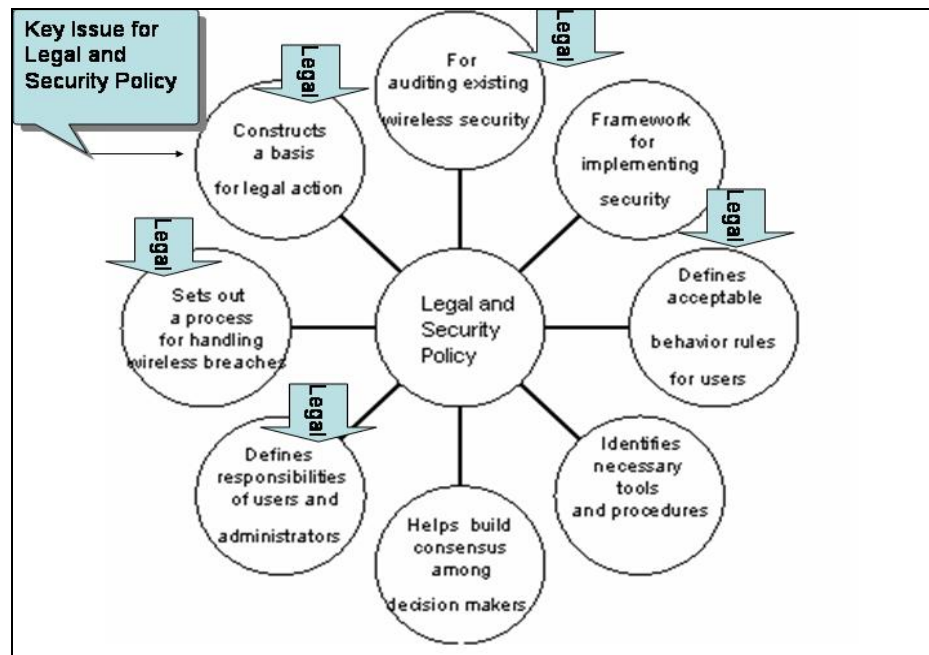 Key Issue for
Legal and
Security Policy
Legal
Legal
For
auditing existing
wireless security
Constructs
a basis
for legal action
Framework
for
implementing
security
Legal
Legal
Sets out
a process
for handling
wireless breaches
Legal and
Security
Policy
Defines
acceptable
behavior rules
for users
Legal
Defines
responsibilities
of users and
administrators
Helps build
consensus
among
decision makers
Identifies
necessary
tools
and procedures